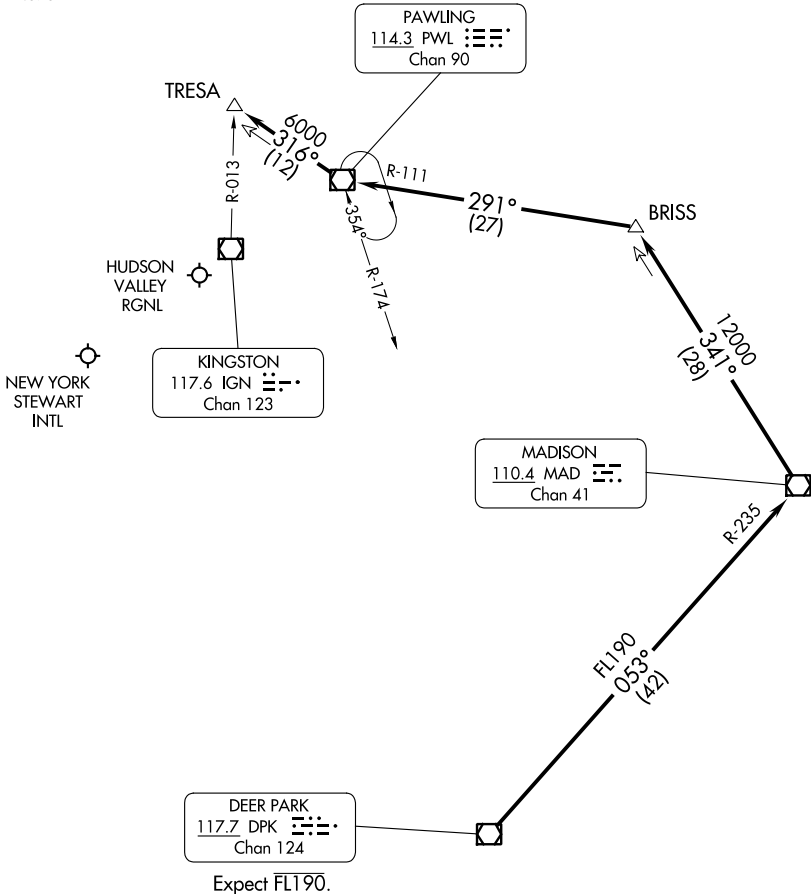 PAWLING
114.3 PWL
Chan 90
TRESA
6000
316°
(12)
R-013
R-111
291°
(27)
BRISS
354°
R-174
HUDSON
VALLEY
RGNL
12000
341°
(28)
NEW YORK
STEWART
INTL
KINGSTON
117.6 IGN
Chan 123
MADISON
110.4 MAD
Chan 41
R-235
FL190
053°
(42)
DEER PARK
117.7 DPK
Chan 124
Expect FL190.